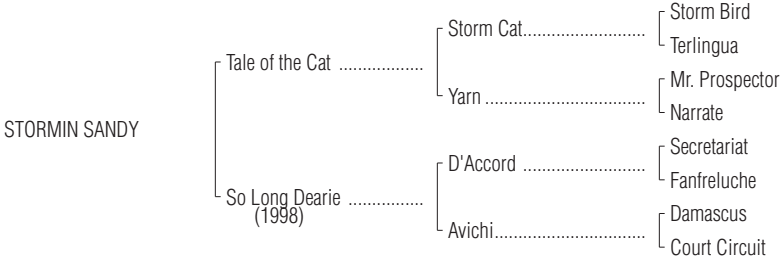 Storm Bird
Storm Cat..........................
Terlingua
Tale of the Cat ..................
Mr. Prospector
Yarn ..................................
Narrate
STORMIN SANDY
Secretariat
D'Accord ..........................
Fanfreluche
So Long Dearie ................
(1998)
Damascus
Avichi................................
Court Circuit